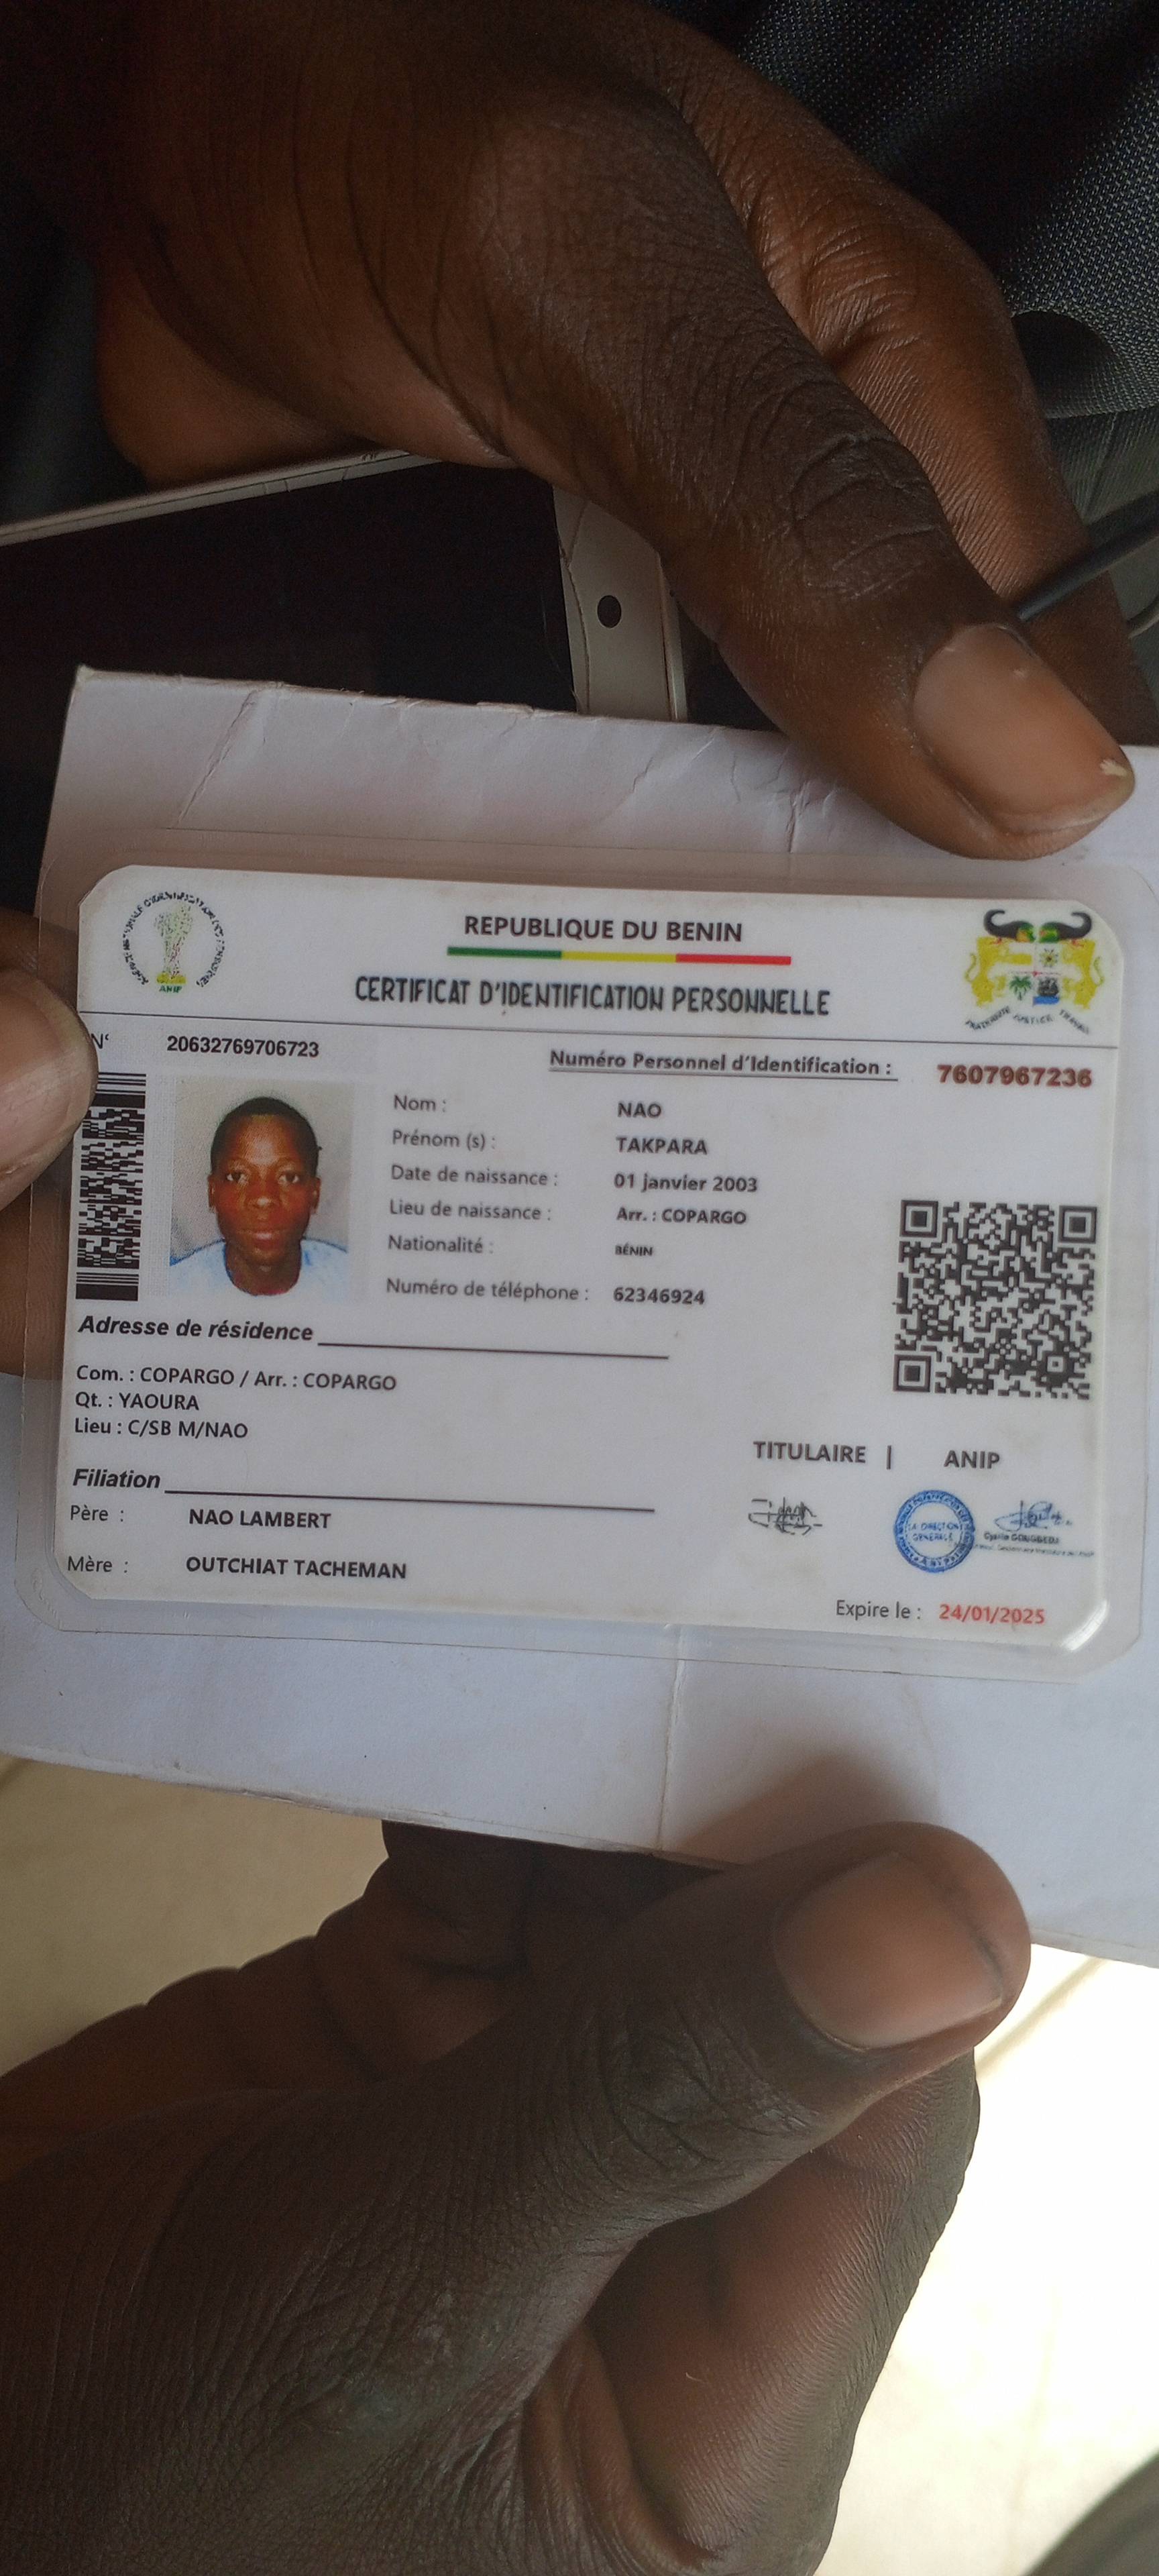 REPUBLIQUE DU BENIN
CERTIFICAT D'IDENTIFICATION PERSONNELLE
ANIP
FRATERNITE JUSTICE TRAVAIL
N° 20632769706723
Numéro Personnel d'Identification : 7607967236
Nom : NAO
Prénom (s) : TAKPARA
Date de naissance : 01 janvier 2003
Lieu de naissance : Arr. : COPARGO
Nationalité : BÉNIN
Numéro de téléphone : 62346924
Adresse de résidence
Com. : COPARGO / Arr. : COPARGO
Qt. : YAOURA
Lieu : C/SB M/NAO
TITULAIRE | ANIP
Filiation
Père : NAO LAMBERT
Mère : OUTCHIAT TACHEMAN
LA DIRECTION
GENERALE
Expire le : 24/01/2025